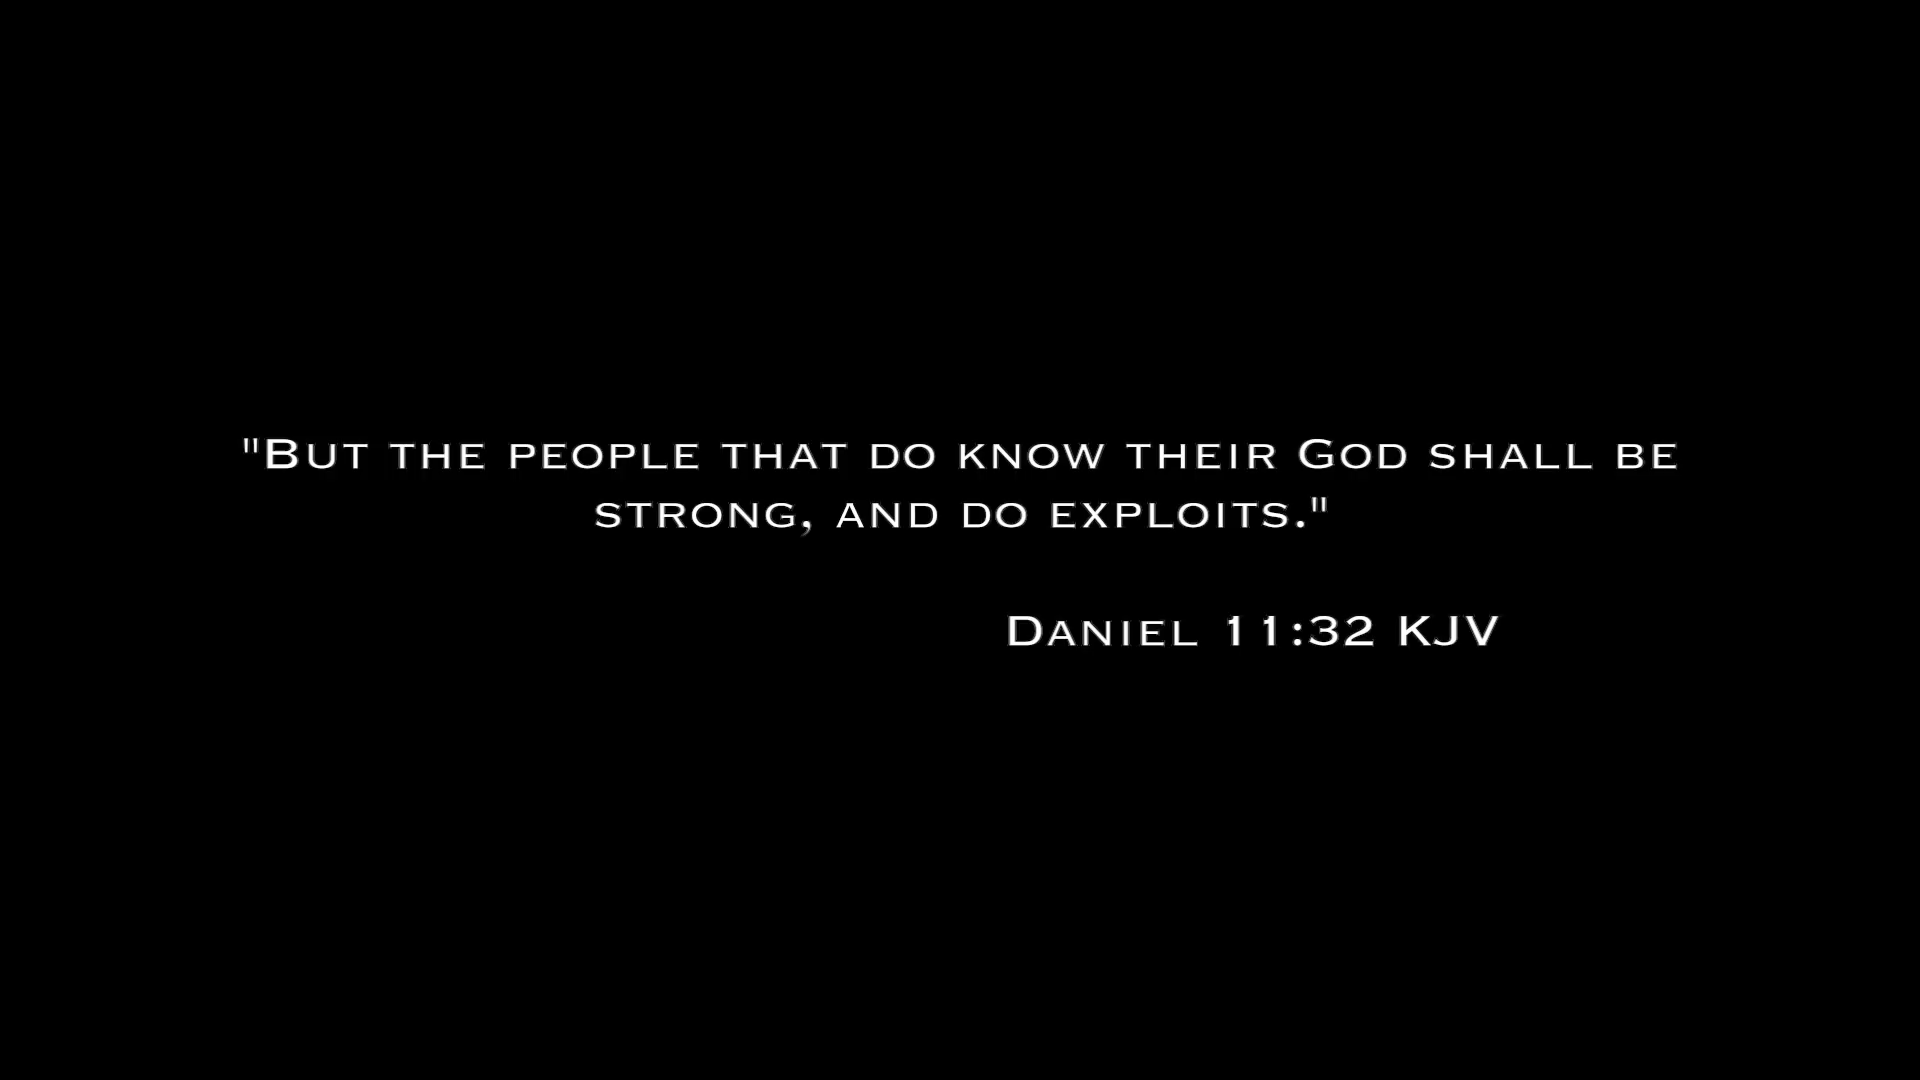 "But the people that do know their God shall be
strong, and do exploits."
Daniel 11:32 KJV